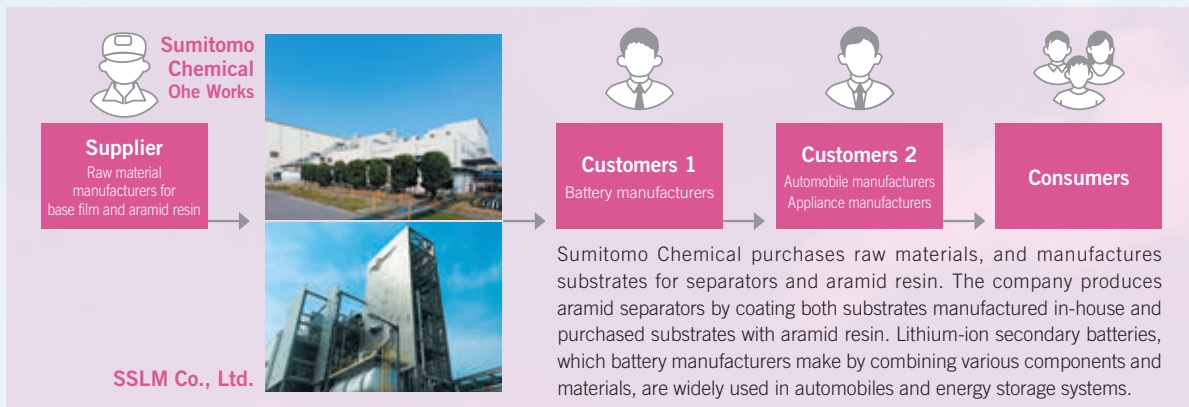 Sumitomo
Chemical
Ohe Works
Supplier
Raw material
manufacturers for
base film and aramid resin
SSLM Co., Ltd.
Customers 1
Battery manufacturers
Customers 2
Automobile manufacturers
Appliance manufacturers
Consumers
Sumitomo Chemical purchases raw materials, and manufactures
substrates for separators and aramid resin. The company produces
aramid separators by coating both substrates manufactured in-house and
purchased substrates with aramid resin. Lithium-ion secondary batteries,
which battery manufacturers make by combining various components and
materials, are widely used in automobiles and energy storage systems.